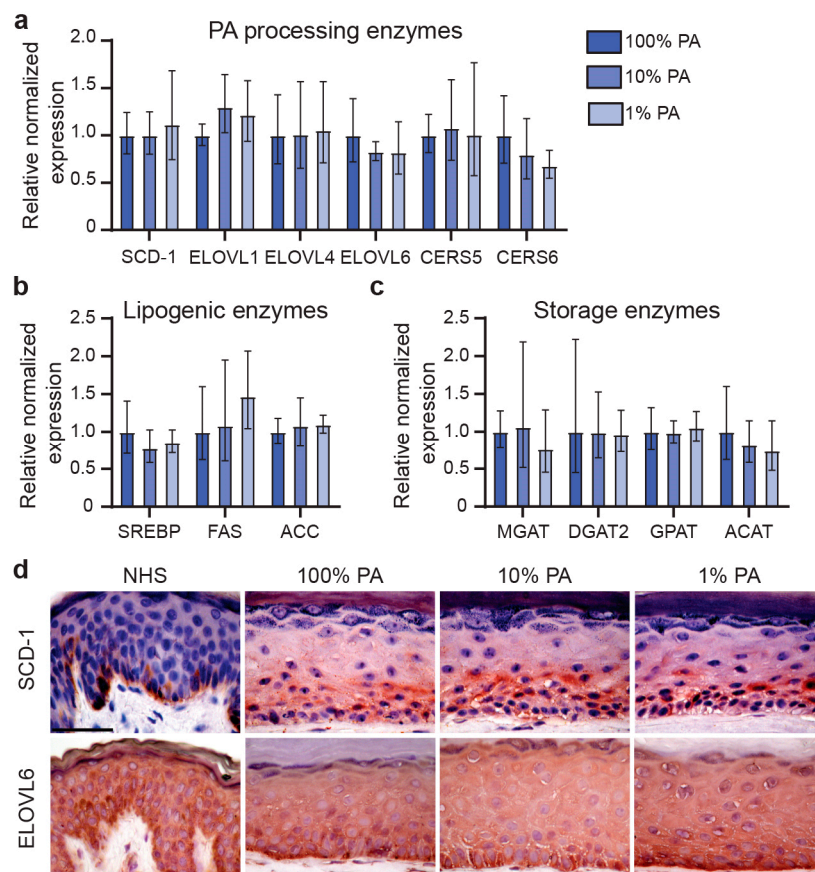 a
PA processing enzymes
Relative normalized
expression
2.0
1.5
1.0
0.5
0.0
SCD-1 ELOVL1 ELOVL4 ELOVL6 CERS5 CERS6
100% PA
10% PA
1% PA
b
Lipogenic enzymes
Relative normalized
expression
2.5
2.0
1.5
1.0
0.5
0
SREBP FAS ACC
c
Storage enzymes
Relative normalized
expression
2.5
2.0
1.5
1.0
0.5
0
MGAT DGAT2 GPAT ACAT
d
NHS 100% PA 10% PA 1% PA
SCD-1
ELOVL6